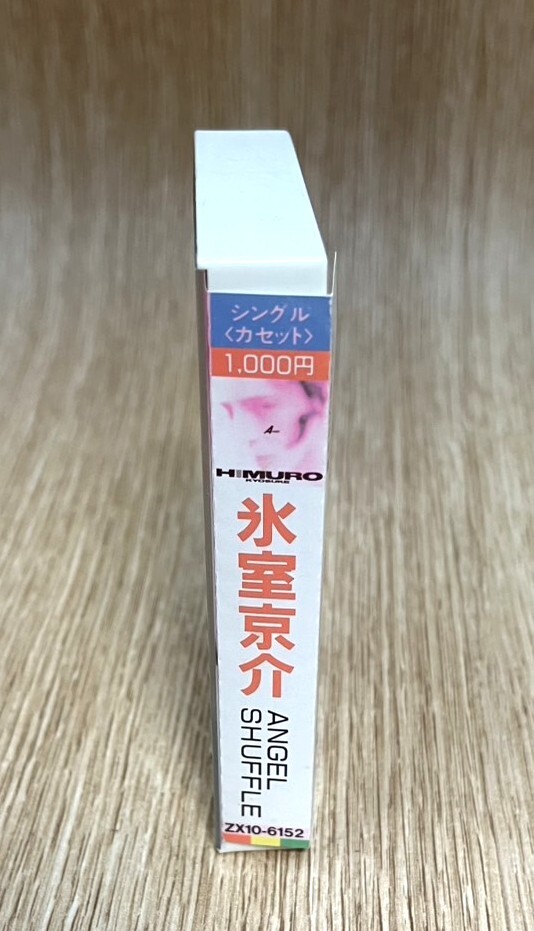 シングル
〈カセット〉
1,000円
HIMURO
KYOSUKE
氷室京介
ANGEL
SHUFFLE
ZX10-6152